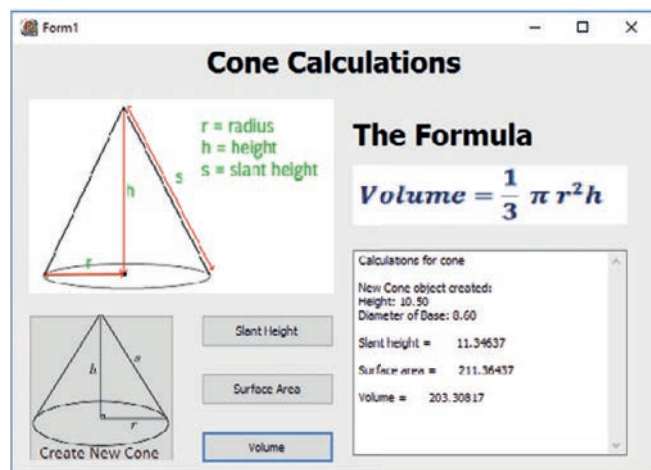 Form1
Cone Calculations
r = radius
h = height
s = slant height
s
h
r
The Formula
Volume = 1/3 π r²h
Calculations for cone
New Cone object created:
Height: 10.50
Diameter of Base: 8.60
Slant height = 11.34637
Surface area = 211.36437
Volume = 203.30817
h
s
r
Create New Cone
Slant Height
Surface Area
Volume